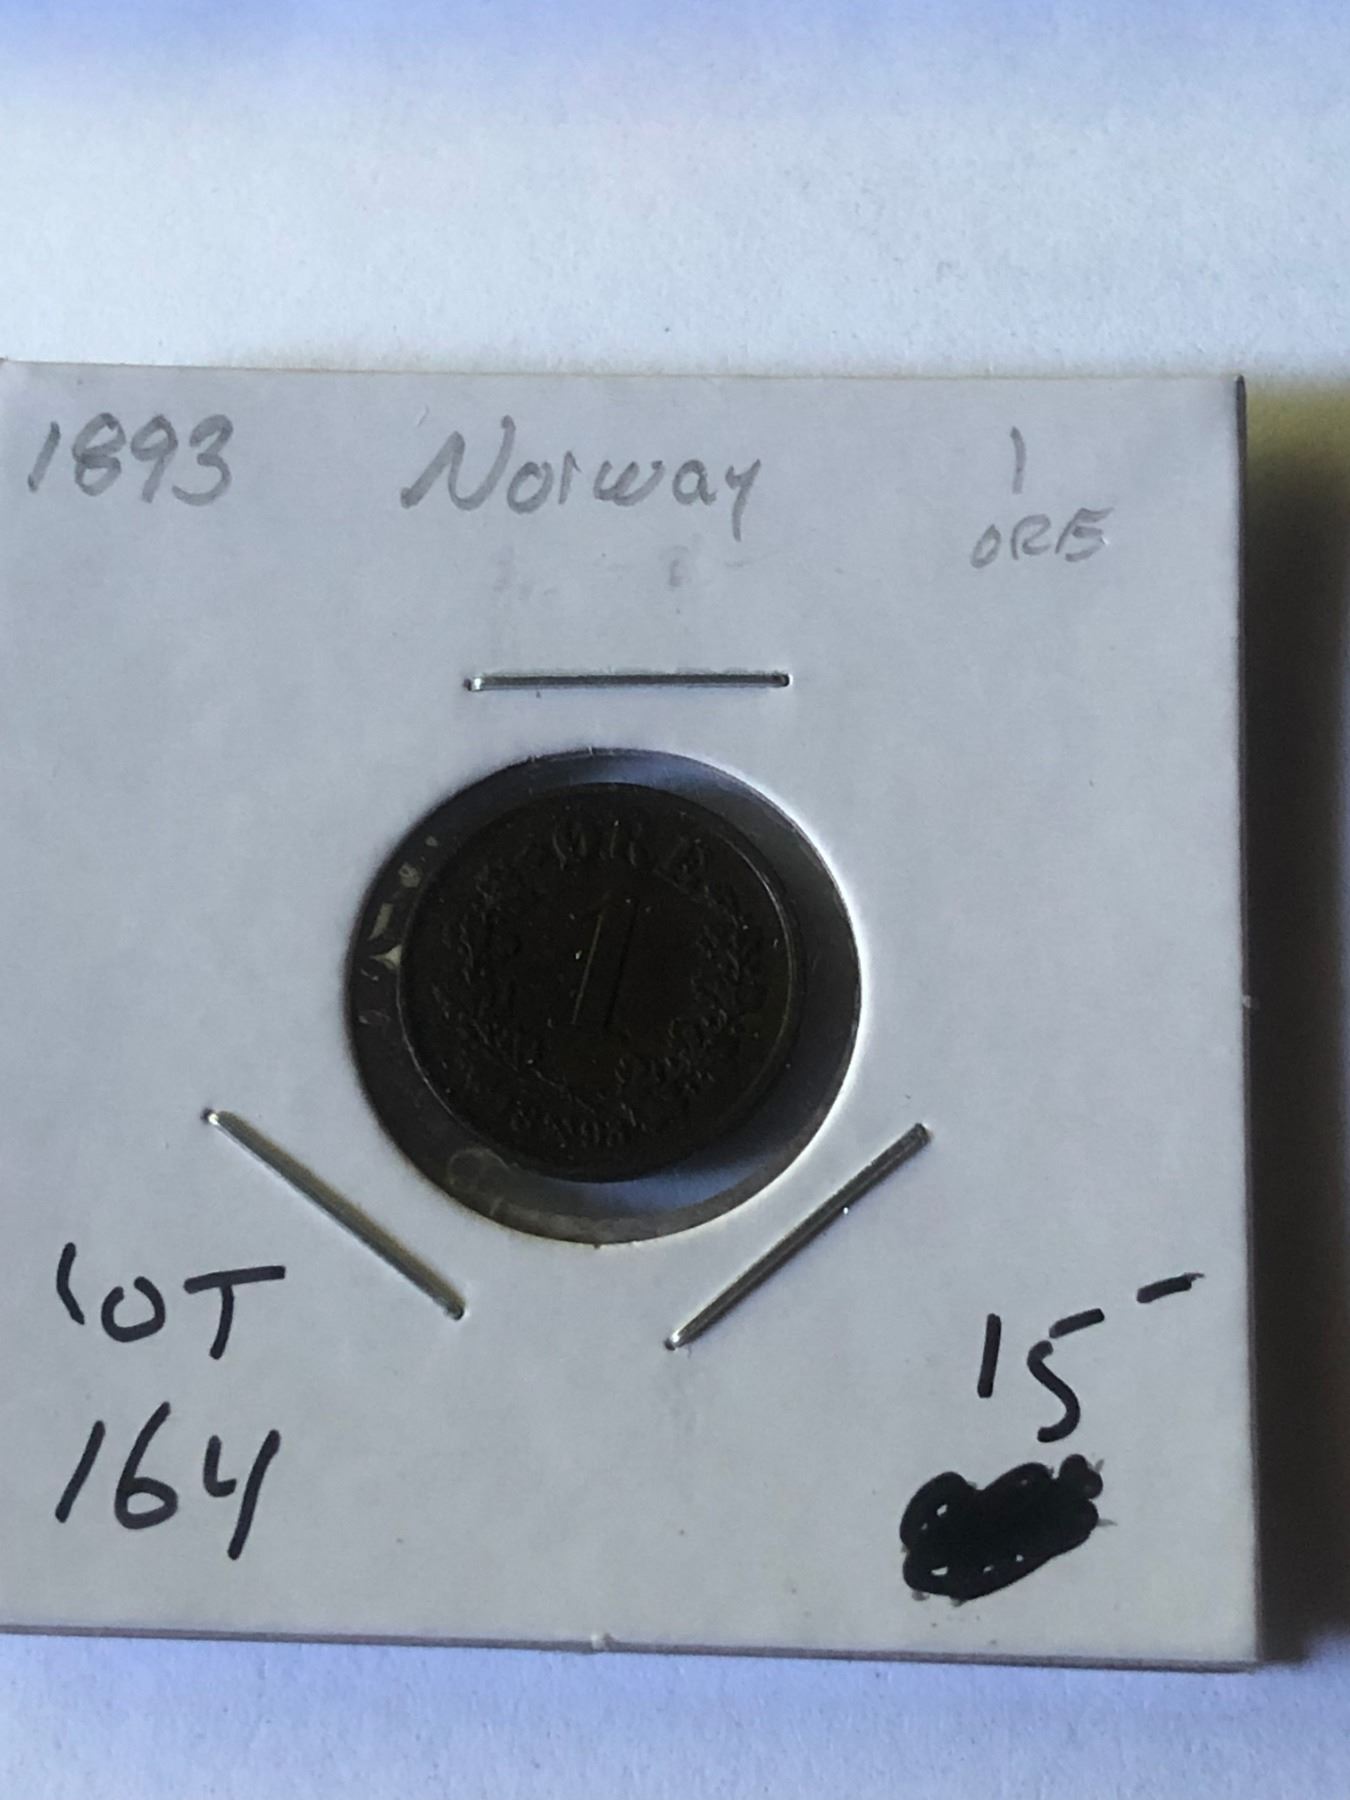 1893 Norway 1
ORE
ØRE
1
LOT
164
15-